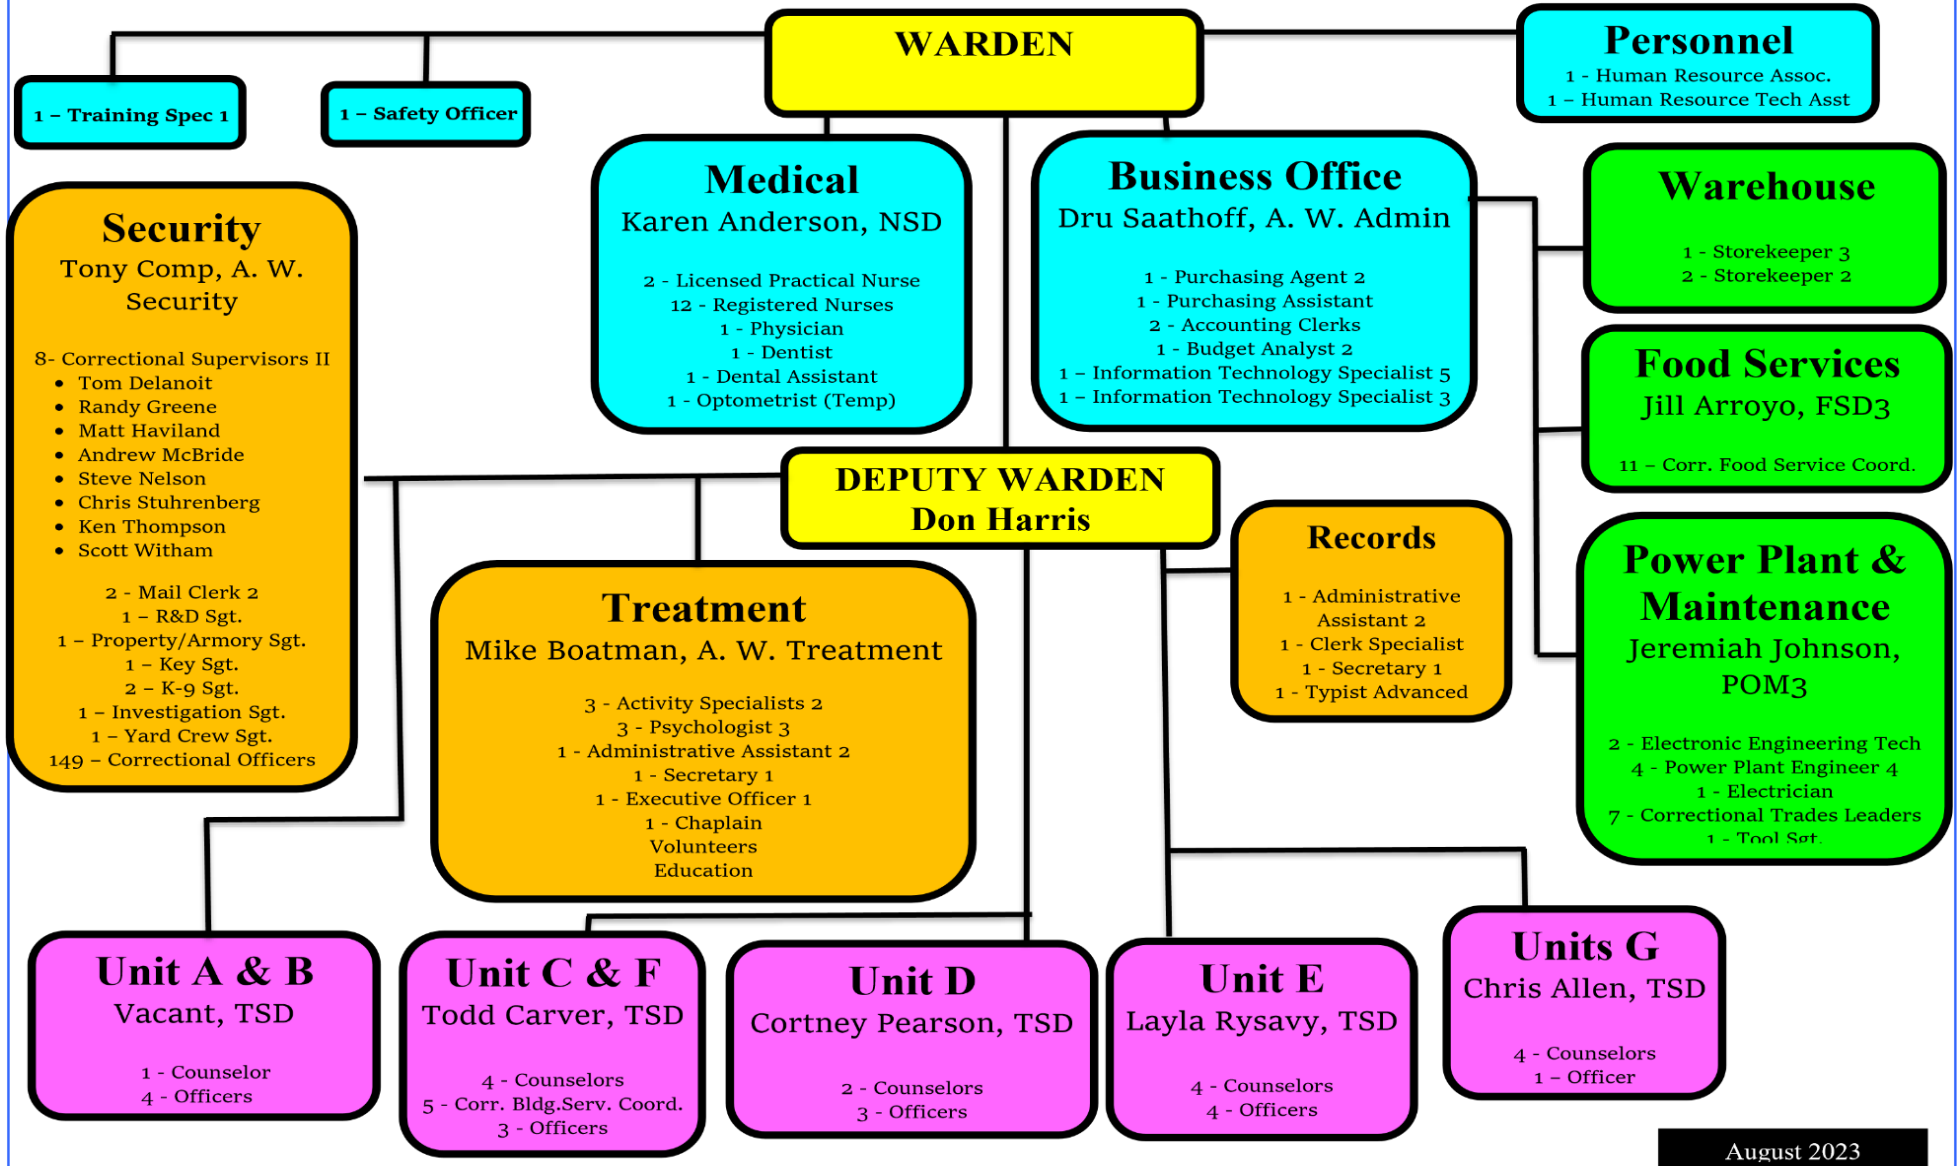 WARDEN
Personnel
1 - Human Resource Assoc.
1 – Human Resource Tech Asst
1 – Training Spec 1
1 – Safety Officer
Medical
Karen Anderson, NSD
2 - Licensed Practical Nurse
12 - Registered Nurses
1 - Physician
1 - Dentist
1 - Dental Assistant
1 - Optometrist (Temp)
Business Office
Dru Saathoff, A. W. Admin
1 - Purchasing Agent 2
1 - Purchasing Assistant
2 - Accounting Clerks
1 - Budget Analyst 2
1 – Information Technology Specialist 5
1 – Information Technology Specialist 3
Warehouse
1 - Storekeeper 3
2 - Storekeeper 2
Security
Tony Comp, A. W.
Security
8- Correctional Supervisors II
• Tom Delanoit
• Randy Greene
• Matt Haviland
• Andrew McBride
• Steve Nelson
• Chris Stuhrenberg
• Ken Thompson
• Scott Witham
2 - Mail Clerk 2
1 – R&D Sgt.
1 – Property/Armory Sgt.
1 – Key Sgt.
2 – K-9 Sgt.
1 – Investigation Sgt.
1 – Yard Crew Sgt.
149 – Correctional Officers
Food Services
Jill Arroyo, FSD3
11 – Corr. Food Service Coord.
DEPUTY WARDEN
Don Harris
Records
1 - Administrative
Assistant 2
1 - Clerk Specialist
1 - Secretary 1
1 - Typist Advanced
Power Plant &
Maintenance
Jeremiah Johnson,
POM3
2 - Electronic Engineering Tech
4 - Power Plant Engineer 4
1 - Electrician
7 - Correctional Trades Leaders
1 - Tool Sgt.
Treatment
Mike Boatman, A. W. Treatment
3 - Activity Specialists 2
3 - Psychologist 3
1 - Administrative Assistant 2
1 - Secretary 1
1 - Executive Officer 1
1 - Chaplain
Volunteers
Education
Unit A & B
Vacant, TSD
1 - Counselor
4 - Officers
Unit C & F
Todd Carver, TSD
4 - Counselors
5 - Corr. Bldg.Serv. Coord.
3 - Officers
Unit D
Cortney Pearson, TSD
2 - Counselors
3 - Officers
Unit E
Layla Rysavy, TSD
4 - Counselors
4 - Officers
Units G
Chris Allen, TSD
4 - Counselors
1 – Officer
August 2023